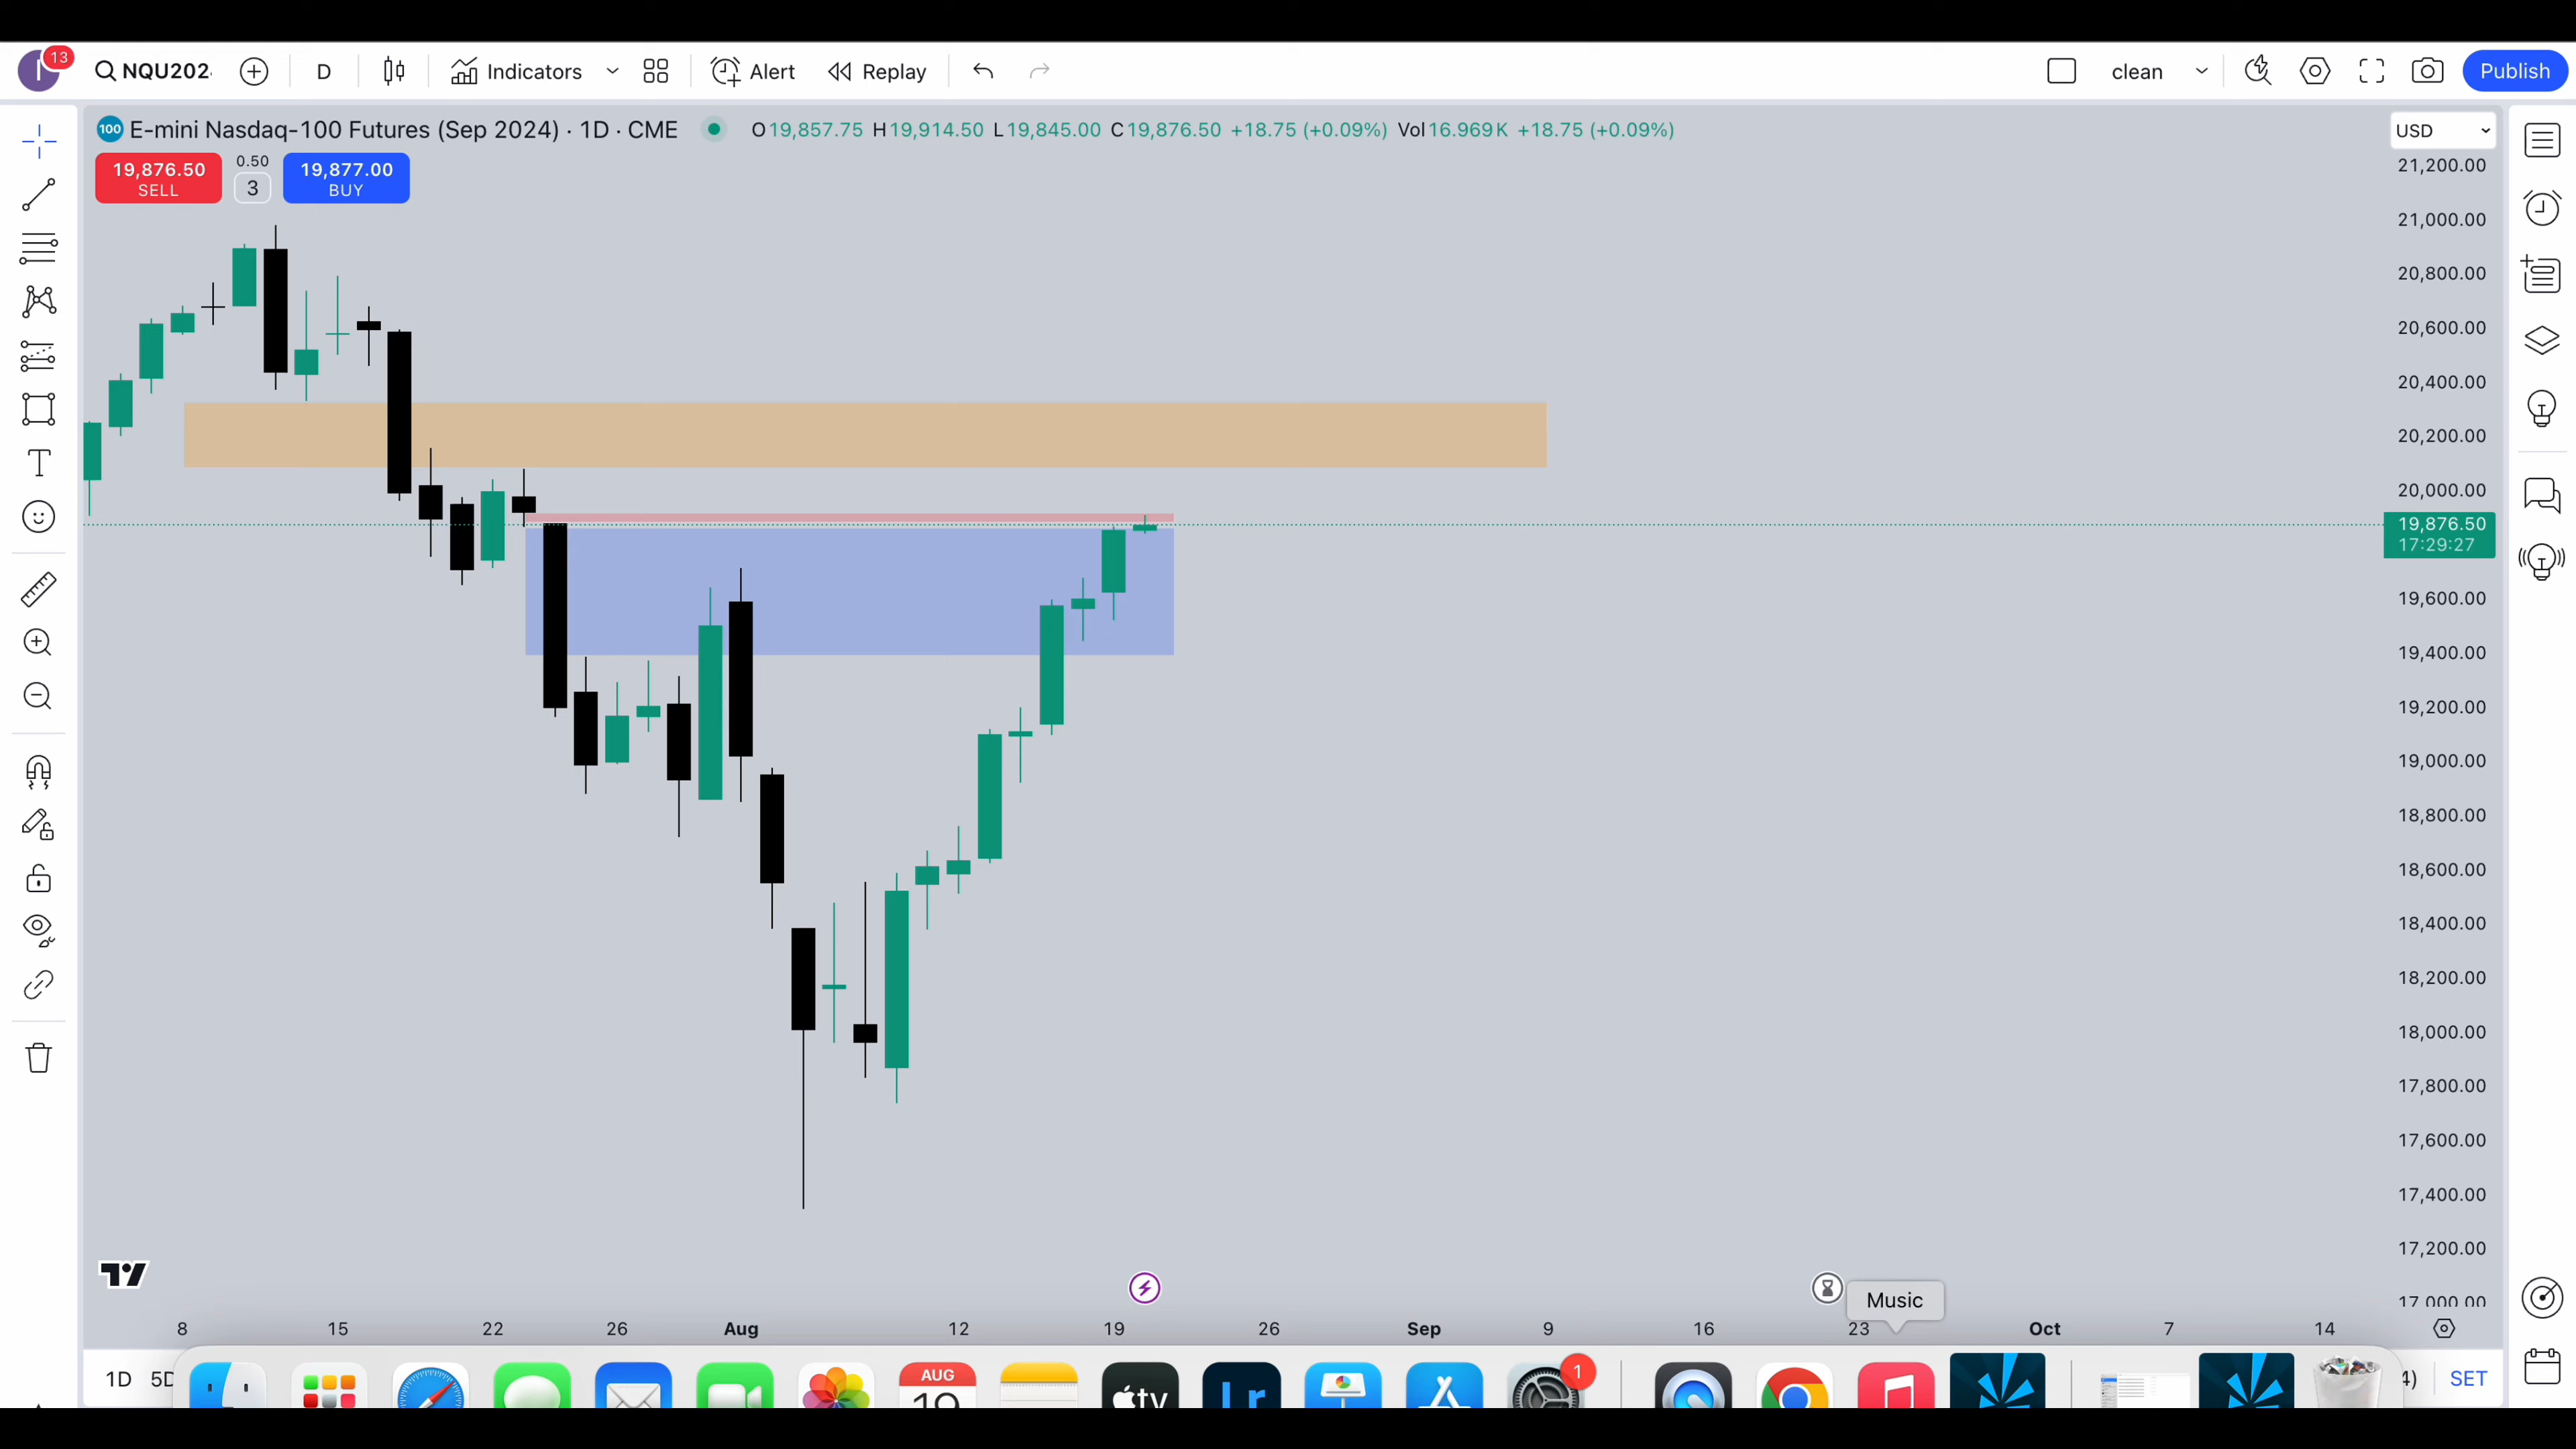 13
NQU202
D
Indicators
Alert
Replay
clean
Publish
100 E-mini Nasdaq-100 Futures (Sep 2024) · 1D · CME
O19,857.75 H19,914.50 L19,845.00 C19,876.50 +18.75 (+0.09%) Vol16.969K +18.75 (+0.09%)
USD
19,876.50
SELL
0.50
3
19,877.00
BUY
21,200.00
21,000.00
20,800.00
20,600.00
20,400.00
20,200.00
20,000.00
19,876.50
17:29:27
19,600.00
19,400.00
19,200.00
19,000.00
18,800.00
18,600.00
18,400.00
18,200.00
18,000.00
17,800.00
17,600.00
17,400.00
17,200.00
17,000.00
Music
8 15 22 26 Aug 12 19 26 Sep 9 16 23 Oct 7 14
1D 5D
AUG
19
tv
Lr
1
4)
SET